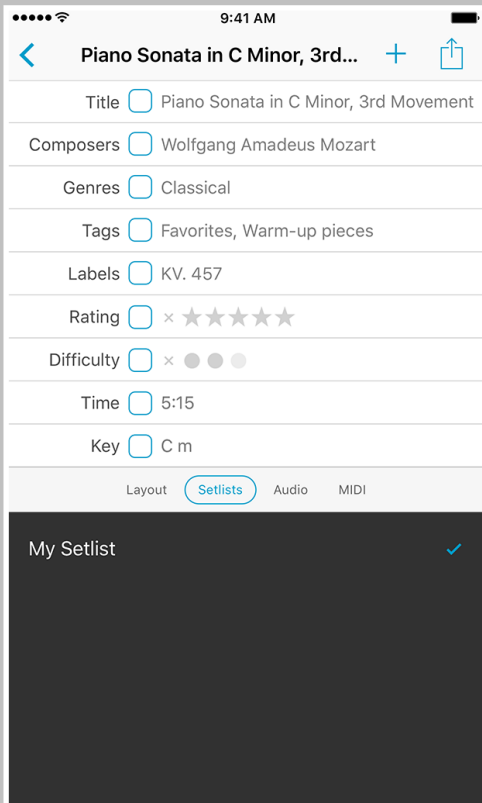 9:41 AM
Piano Sonata in C Minor, 3rd...
Title Piano Sonata in C Minor, 3rd Movement
Composers Wolfgang Amadeus Mozart
Genres Classical
Tags Favorites, Warm-up pieces
Labels KV. 457
Rating
Difficulty
Time 5:15
Key C m
Layout Setlists Audio MIDI
My Setlist